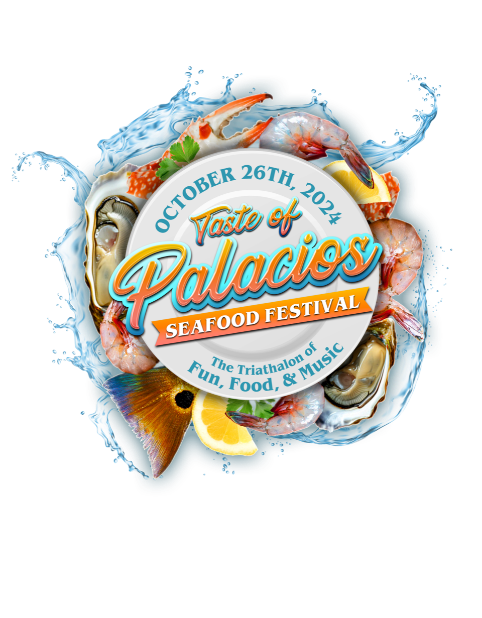 OCTOBER 26TH, 2024
Taste of
Palacios
SEAFOOD FESTIVAL
The Triathalon of
Fun, Food, & Music